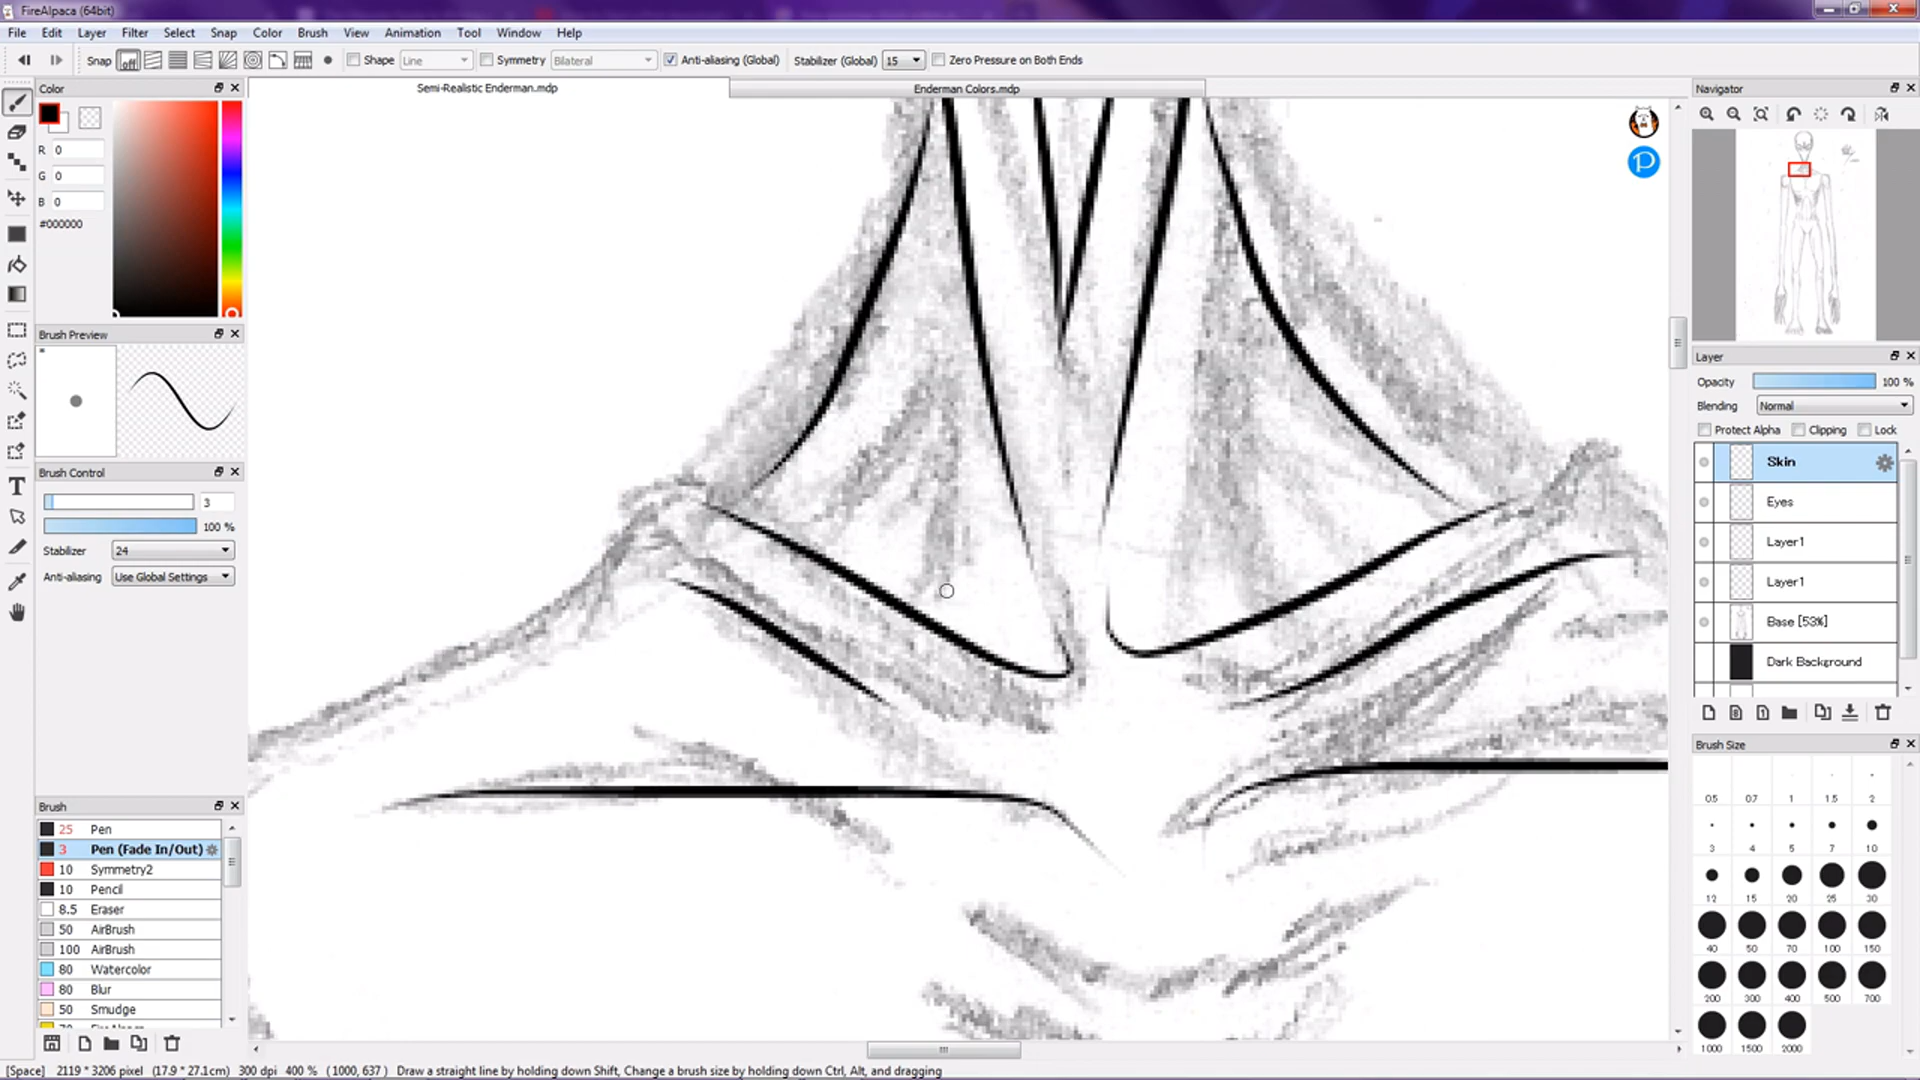 FireAlpaca (64bit)
File Edit Layer Filter Select Snap Color Brush View Animation Tool Window Help
Snap off Shape Line Symmetry Bilateral Anti-aliasing (Global) Stabilizer (Global) 15 Zero Pressure on Both Ends
Color
R 0
G 0
B 0
#000000
Brush Preview
Brush Control
3
100 %
Stabilizer 24
Anti-aliasing Use Global Settings
Brush
25 Pen
3 Pen (Fade In/Out)
10 Symmetry2
10 Pencil
8.5 Eraser
50 AirBrush
100 AirBrush
80 Watercolor
80 Blur
50 Smudge
Semi-Realistic Enderman.mdp
Enderman Colors.mdp
Navigator
Layer
Opacity 100 %
Blending Normal
Protect Alpha Clipping Lock
Skin
Eyes
Layer1
Layer1
Base [53%]
Dark Background
Brush Size
0.5 0.7 1 1.5 2
3 4 5 7 10
12 15 20 25 30
40 50 70 100 150
200 300 400 500 700
1000 1500 2000
[Space] 2119 * 3206 pixel (17.9 * 27.1cm) 300 dpi 400 % (1000, 637) Draw a straight line by holding down Shift, Change a brush size by holding down Ctrl, Alt, and dragging